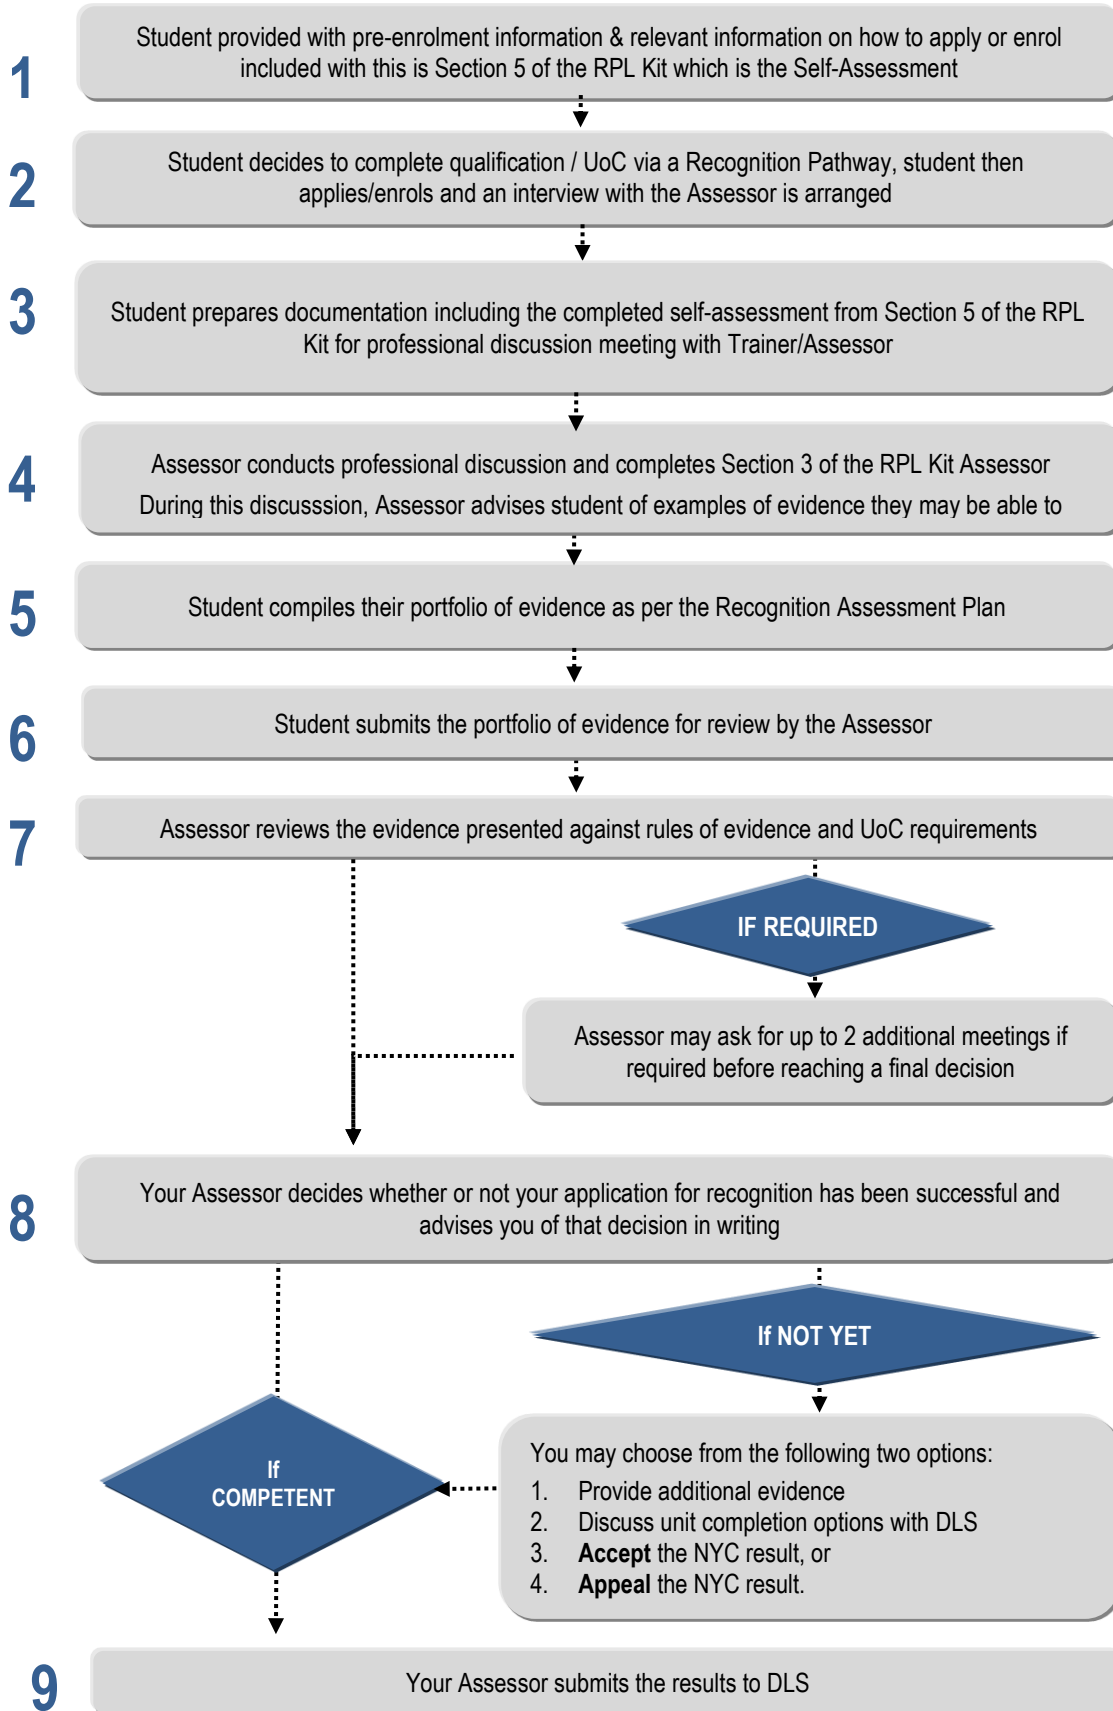 1
Student provided with pre-enrolment information & relevant information on how to apply or enrol
included with this is Section 5 of the RPL Kit which is the Self-Assessment
2
Student decides to complete qualification / UoC via a Recognition Pathway, student then
applies/enrols and an interview with the Assessor is arranged
3
Student prepares documentation including the completed self-assessment from Section 5 of the RPL
Kit for professional discussion meeting with Trainer/Assessor
4
Assessor conducts professional discussion and completes Section 3 of the RPL Kit Assessor
During this discusssion, Assessor advises student of examples of evidence they may be able to
5
Student compiles their portfolio of evidence as per the Recognition Assessment Plan
6
Student submits the portfolio of evidence for review by the Assessor
7
Assessor reviews the evidence presented against rules of evidence and UoC requirements
IF REQUIRED
Assessor may ask for up to 2 additional meetings if
required before reaching a final decision
8
Your Assessor decides whether or not your application for recognition has been successful and
advises you of that decision in writing
If NOT YET
If
COMPETENT
You may choose from the following two options:
1. Provide additional evidence
2. Discuss unit completion options with DLS
3. Accept the NYC result, or
4. Appeal the NYC result.
9
Your Assessor submits the results to DLS